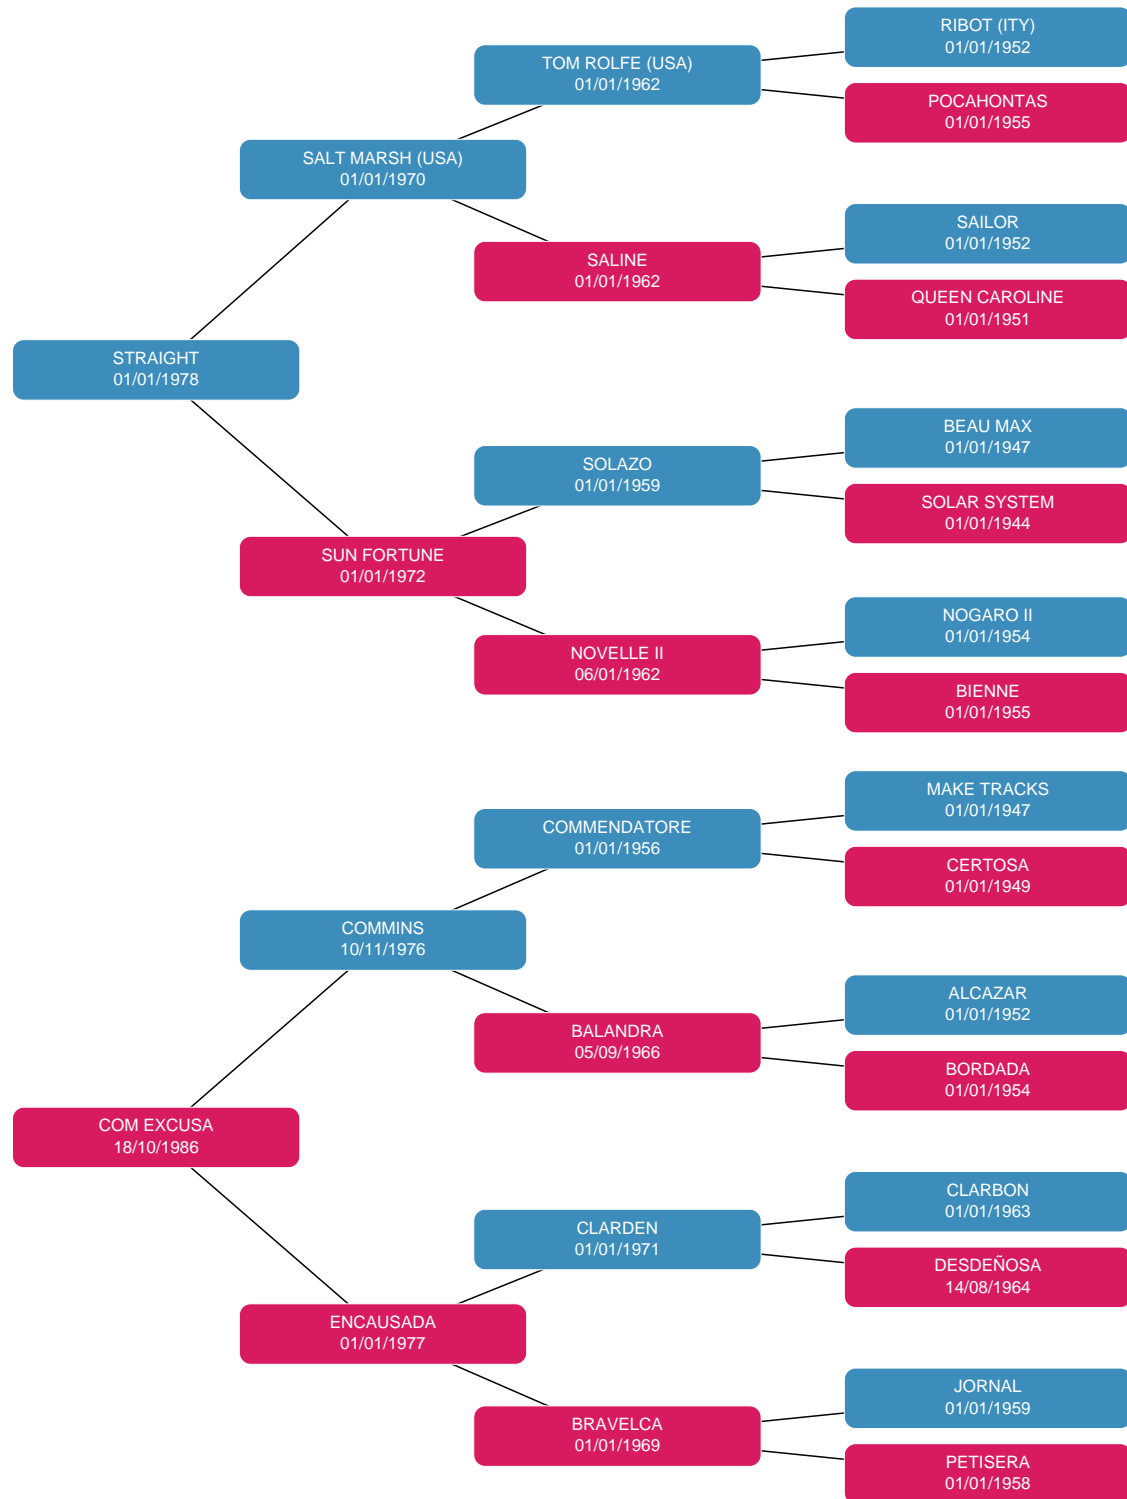 RIBOT (ITY)
01/01/1952
TOM ROLFE (USA)
01/01/1962
POCAHONTAS
01/01/1955
SALT MARSH (USA)
01/01/1970
SAILOR
01/01/1952
SALINE
01/01/1962
QUEEN CAROLINE
01/01/1951
STRAIGHT
01/01/1978
BEAU MAX
01/01/1947
SOLAZO
01/01/1959
SOLAR SYSTEM
01/01/1944
SUN FORTUNE
01/01/1972
NOGARO II
01/01/1954
NOVELLE II
06/01/1962
BIENNE
01/01/1955
MAKE TRACKS
01/01/1947
COMMENDATORE
01/01/1956
CERTOSA
01/01/1949
COMMINS
10/11/1976
ALCAZAR
01/01/1952
BALANDRA
05/09/1966
BORDADA
01/01/1954
COM EXCUSA
18/10/1986
CLARBON
01/01/1963
CLARDEN
01/01/1971
DESDEÑOSA
14/08/1964
ENCAUSADA
01/01/1977
JORNAL
01/01/1959
BRAVELCA
01/01/1969
PETISERA
01/01/1958